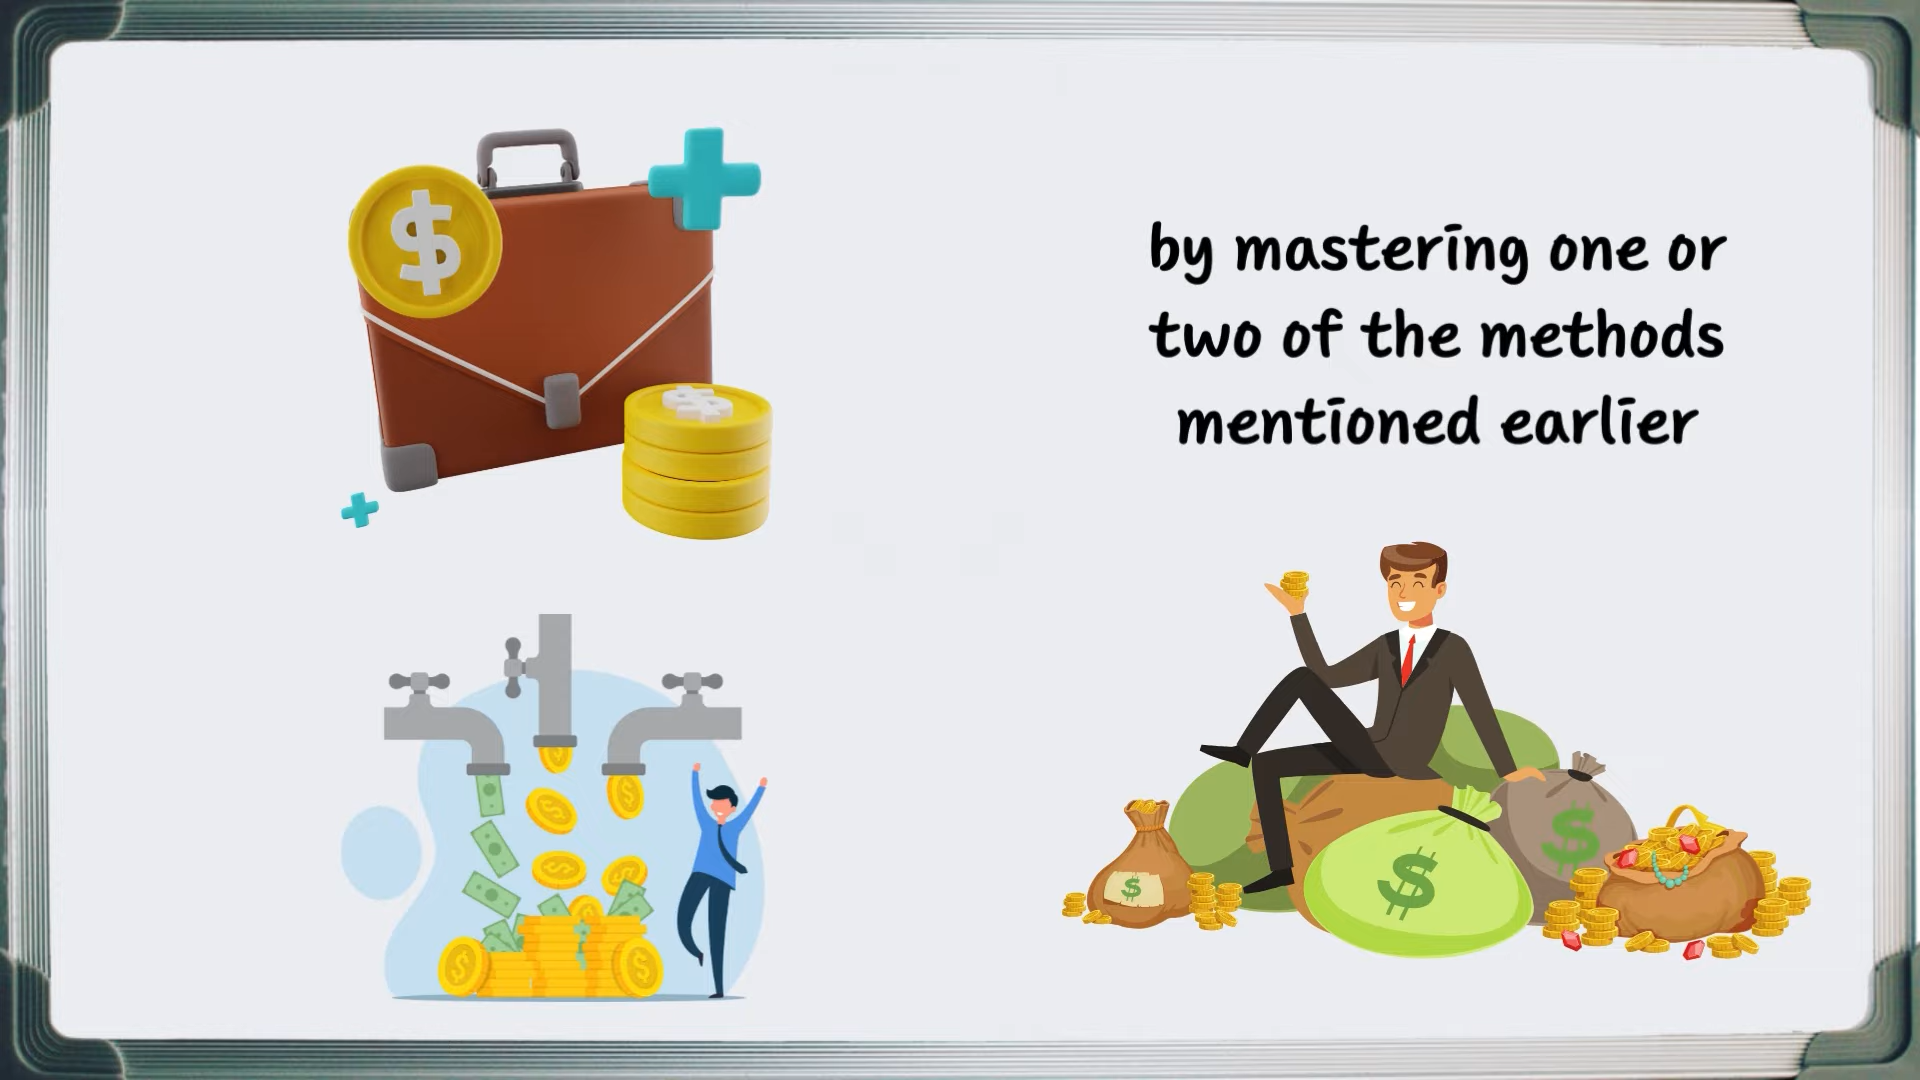 by mastering one or
two of the methods
mentioned earlier